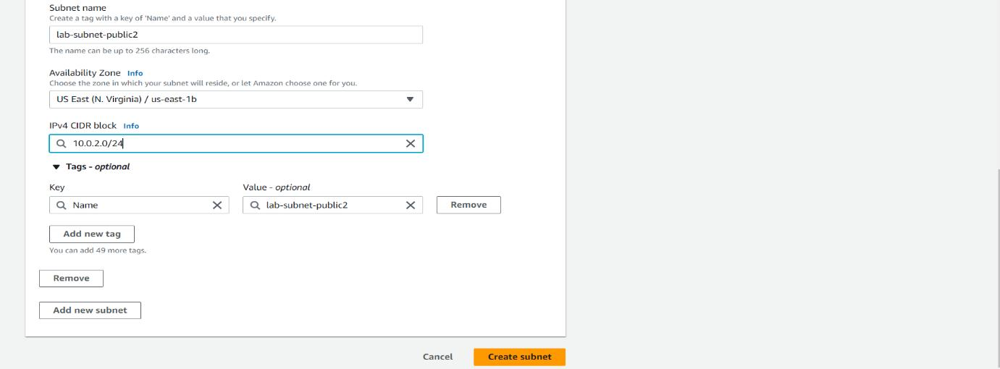 Subnet name
Create a tag with a key of 'Name' and a value that you specify.
lab-subnet-public2
The name can be up to 256 characters long.
Availability Zone Info
Choose the zone in which your subnet will reside, or let Amazon choose one for you.
US East (N. Virginia) / us-east-1b
IPv4 CIDR block Info
10.0.2.0/24
Tags - optional
Key Value - optional
Name lab-subnet-public2 Remove
Add new tag
You can add 49 more tags.
Remove
Add new subnet
Cancel Create subnet